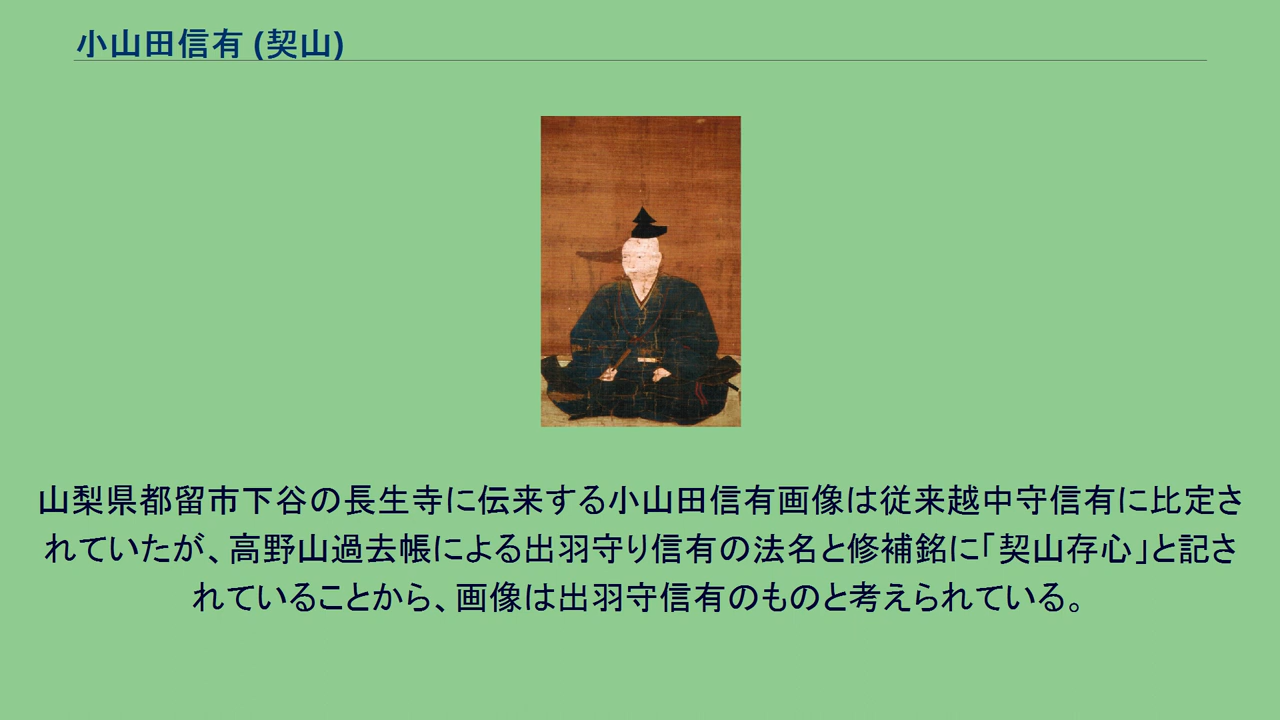 小山田信有 (契山)
山梨県都留市下谷の長生寺に伝来する小山田信有画像は従来越中守信有に比定さ
れていたが、高野山過去帳による出羽守り信有の法名と修補銘に「契山存心」と記さ
れていることから、画像は出羽守信有のものと考えられている。